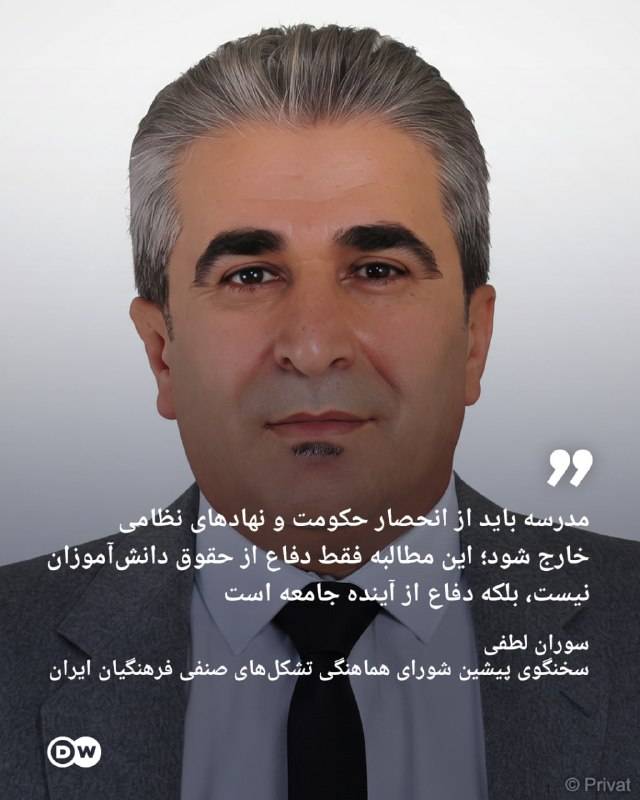 مدرسه باید از انحصار حکومت و نهادهای نظامی
خارج شود؛ این مطالبه فقط دفاع از حقوق دانش‌آموزان
نیست، بلکه دفاع از آینده جامعه است
سوران لطفی
سخنگوی پیشین شورای هماهنگی تشکل‌های صنفی فرهنگیان ایران
DW
© Privat